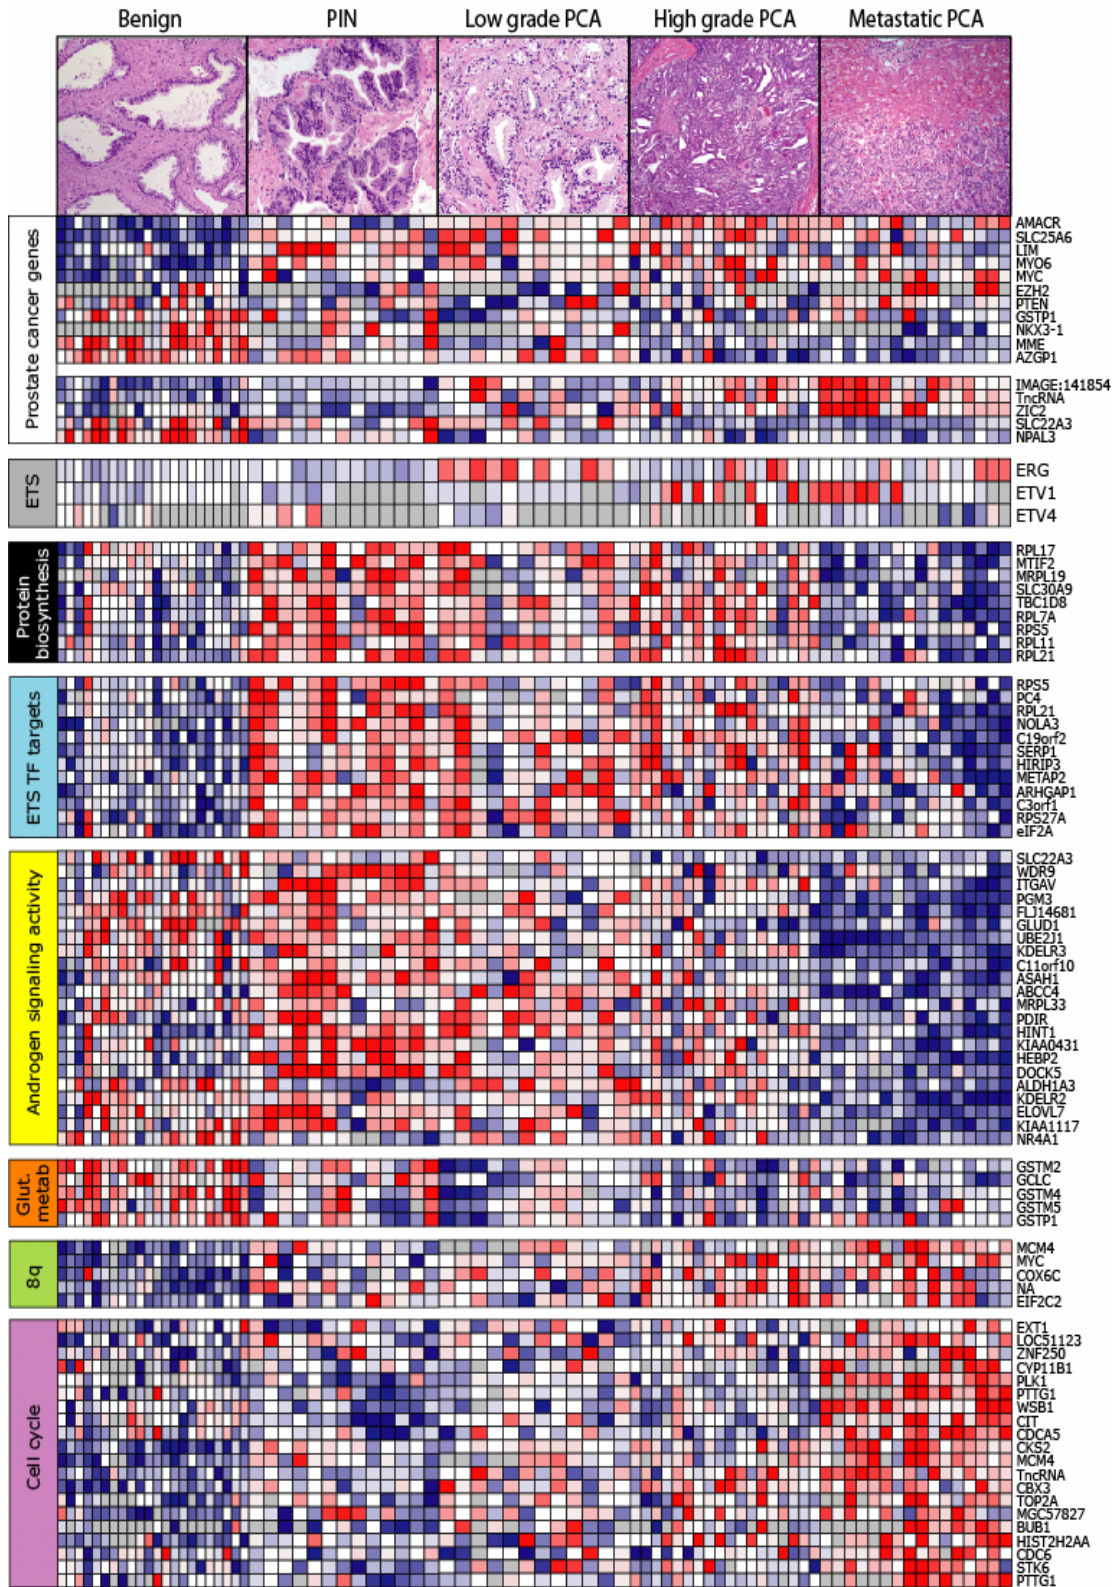 Benign
PIN
Low grade PCA
High grade PCA
Metastatic PCA
Prostate cancer genes
AMACR
SLC25A6
LIM
MYO6
MYC
EZH2
PTEN
GSTP1
NKX3-1
MME
AZGP1
IMAGE:141854
TncRNA
ZIC2
SLC22A3
NPAL3
ETS
ERG
ETV1
ETV4
Protein
biosynthesis
RPL17
MTIF2
MRPL19
SLC30A9
TBC1D8
RPL7A
RPS5
RPL11
RPL21
ETS TF targets
RPS5
PC4
RPL21
NOLA3
C19orf2
SERP1
HIRIP3
METAP2
ARHGAP1
C3orf1
RPS27A
eIF2A
Androgen signaling activity
SLC22A3
WDR9
ITGAV
PGM3
FLJ14681
GLUD1
UBE2J1
KDELR3
C11orf10
ASAH1
ABCC4
MRPL33
PDIR
HINT1
KIAA0431
HEBP2
DOCK5
ALDH1A3
KDELR2
ELOVL7
KIAA1117
NR4A1
Glut.
metab
GSTM2
GCLC
GSTM4
GSTM5
GSTP1
8q
MCM4
MYC
COX6C
NA
EIF2C2
Cell cycle
EXT1
LOC51123
ZNF250
CYP11B1
PLK1
PTTG1
WSB1
CIT
CDCA5
CKS2
MCM4
TncRNA
CBX3
TOP2A
MGC57827
BUB1
HIST2H2AA
CDC6
STK6
PTTG1